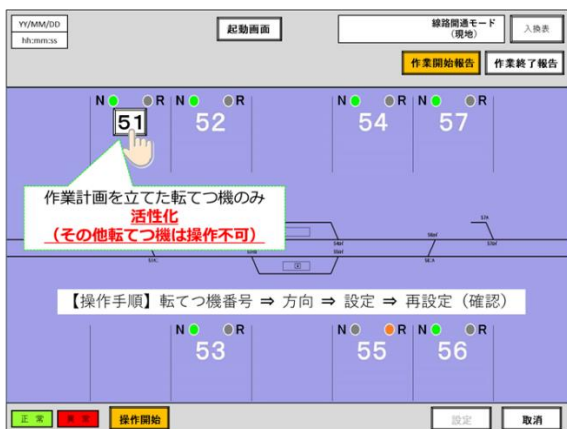 YY/MM/DD
hh:mm:ss
起動画面
線路開通モード
(現地)
入換表
作業開始報告
作業終了報告
N R N R N R N R
51 52 54 57
作業計画を立てた転てつ機のみ
活性化
(その他転てつ機は操作不可)
【操作手順】転てつ機番号 ⇒ 方向 ⇒ 設定 ⇒ 再設定(確認)
N R N R N R
53 55 56
正 常
操作開始
設定
取消